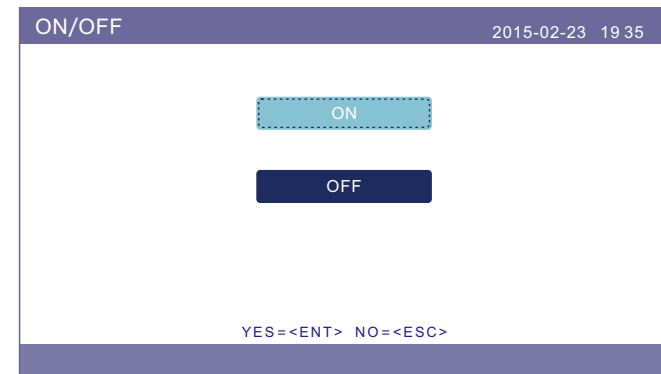 ON/OFF 2015-02-23 19 35
ON
OFF
YES=<ENT> NO=<ESC>